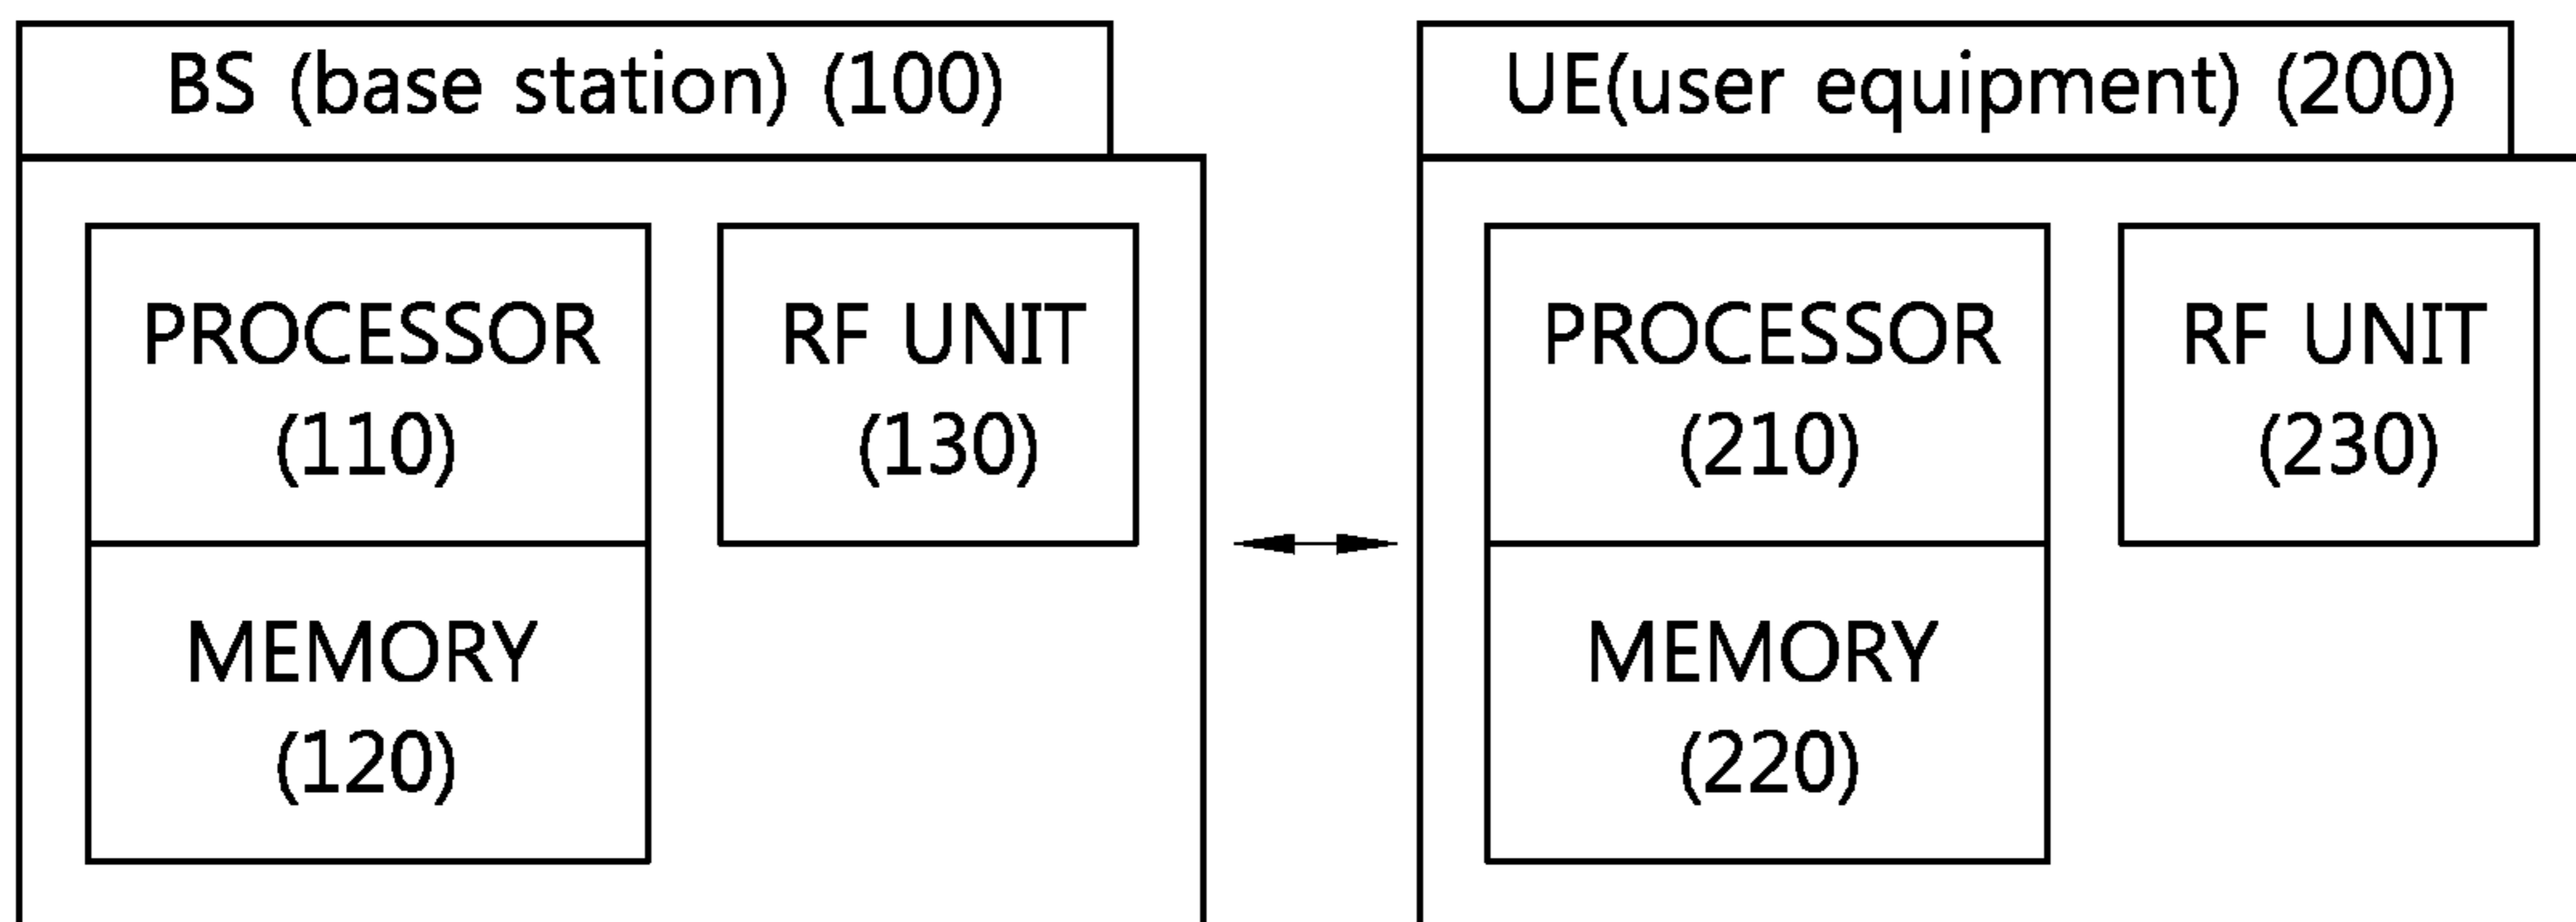 BS (base station) (100)
PROCESSOR
(110)
RF UNIT
(130)
MEMORY
(120)
UE(user equipment) (200)
PROCESSOR
(210)
RF UNIT
(230)
MEMORY
(220)